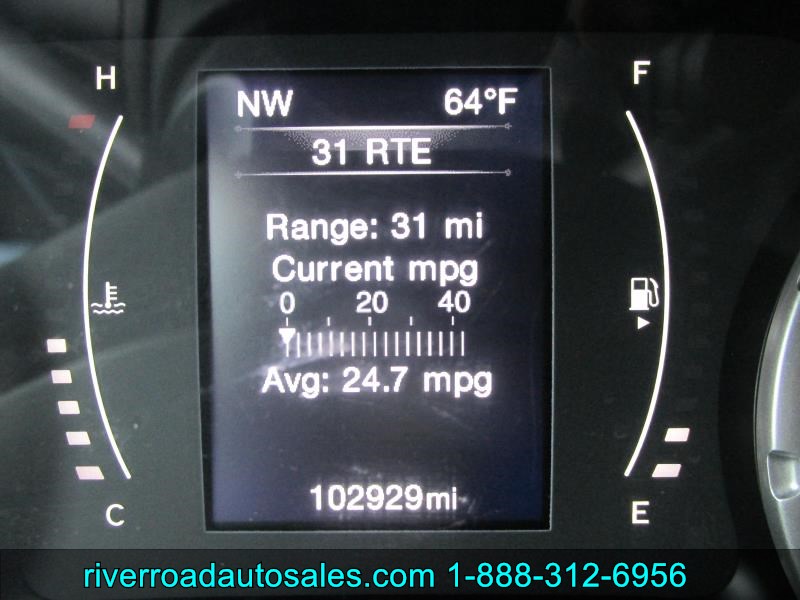 H
F
NW 64°F
31 RTE
Range: 31 mi
Current mpg
0 20 40
Avg: 24.7 mpg
102929mi
C
E
riverroadautosales.com 1-888-312-6956